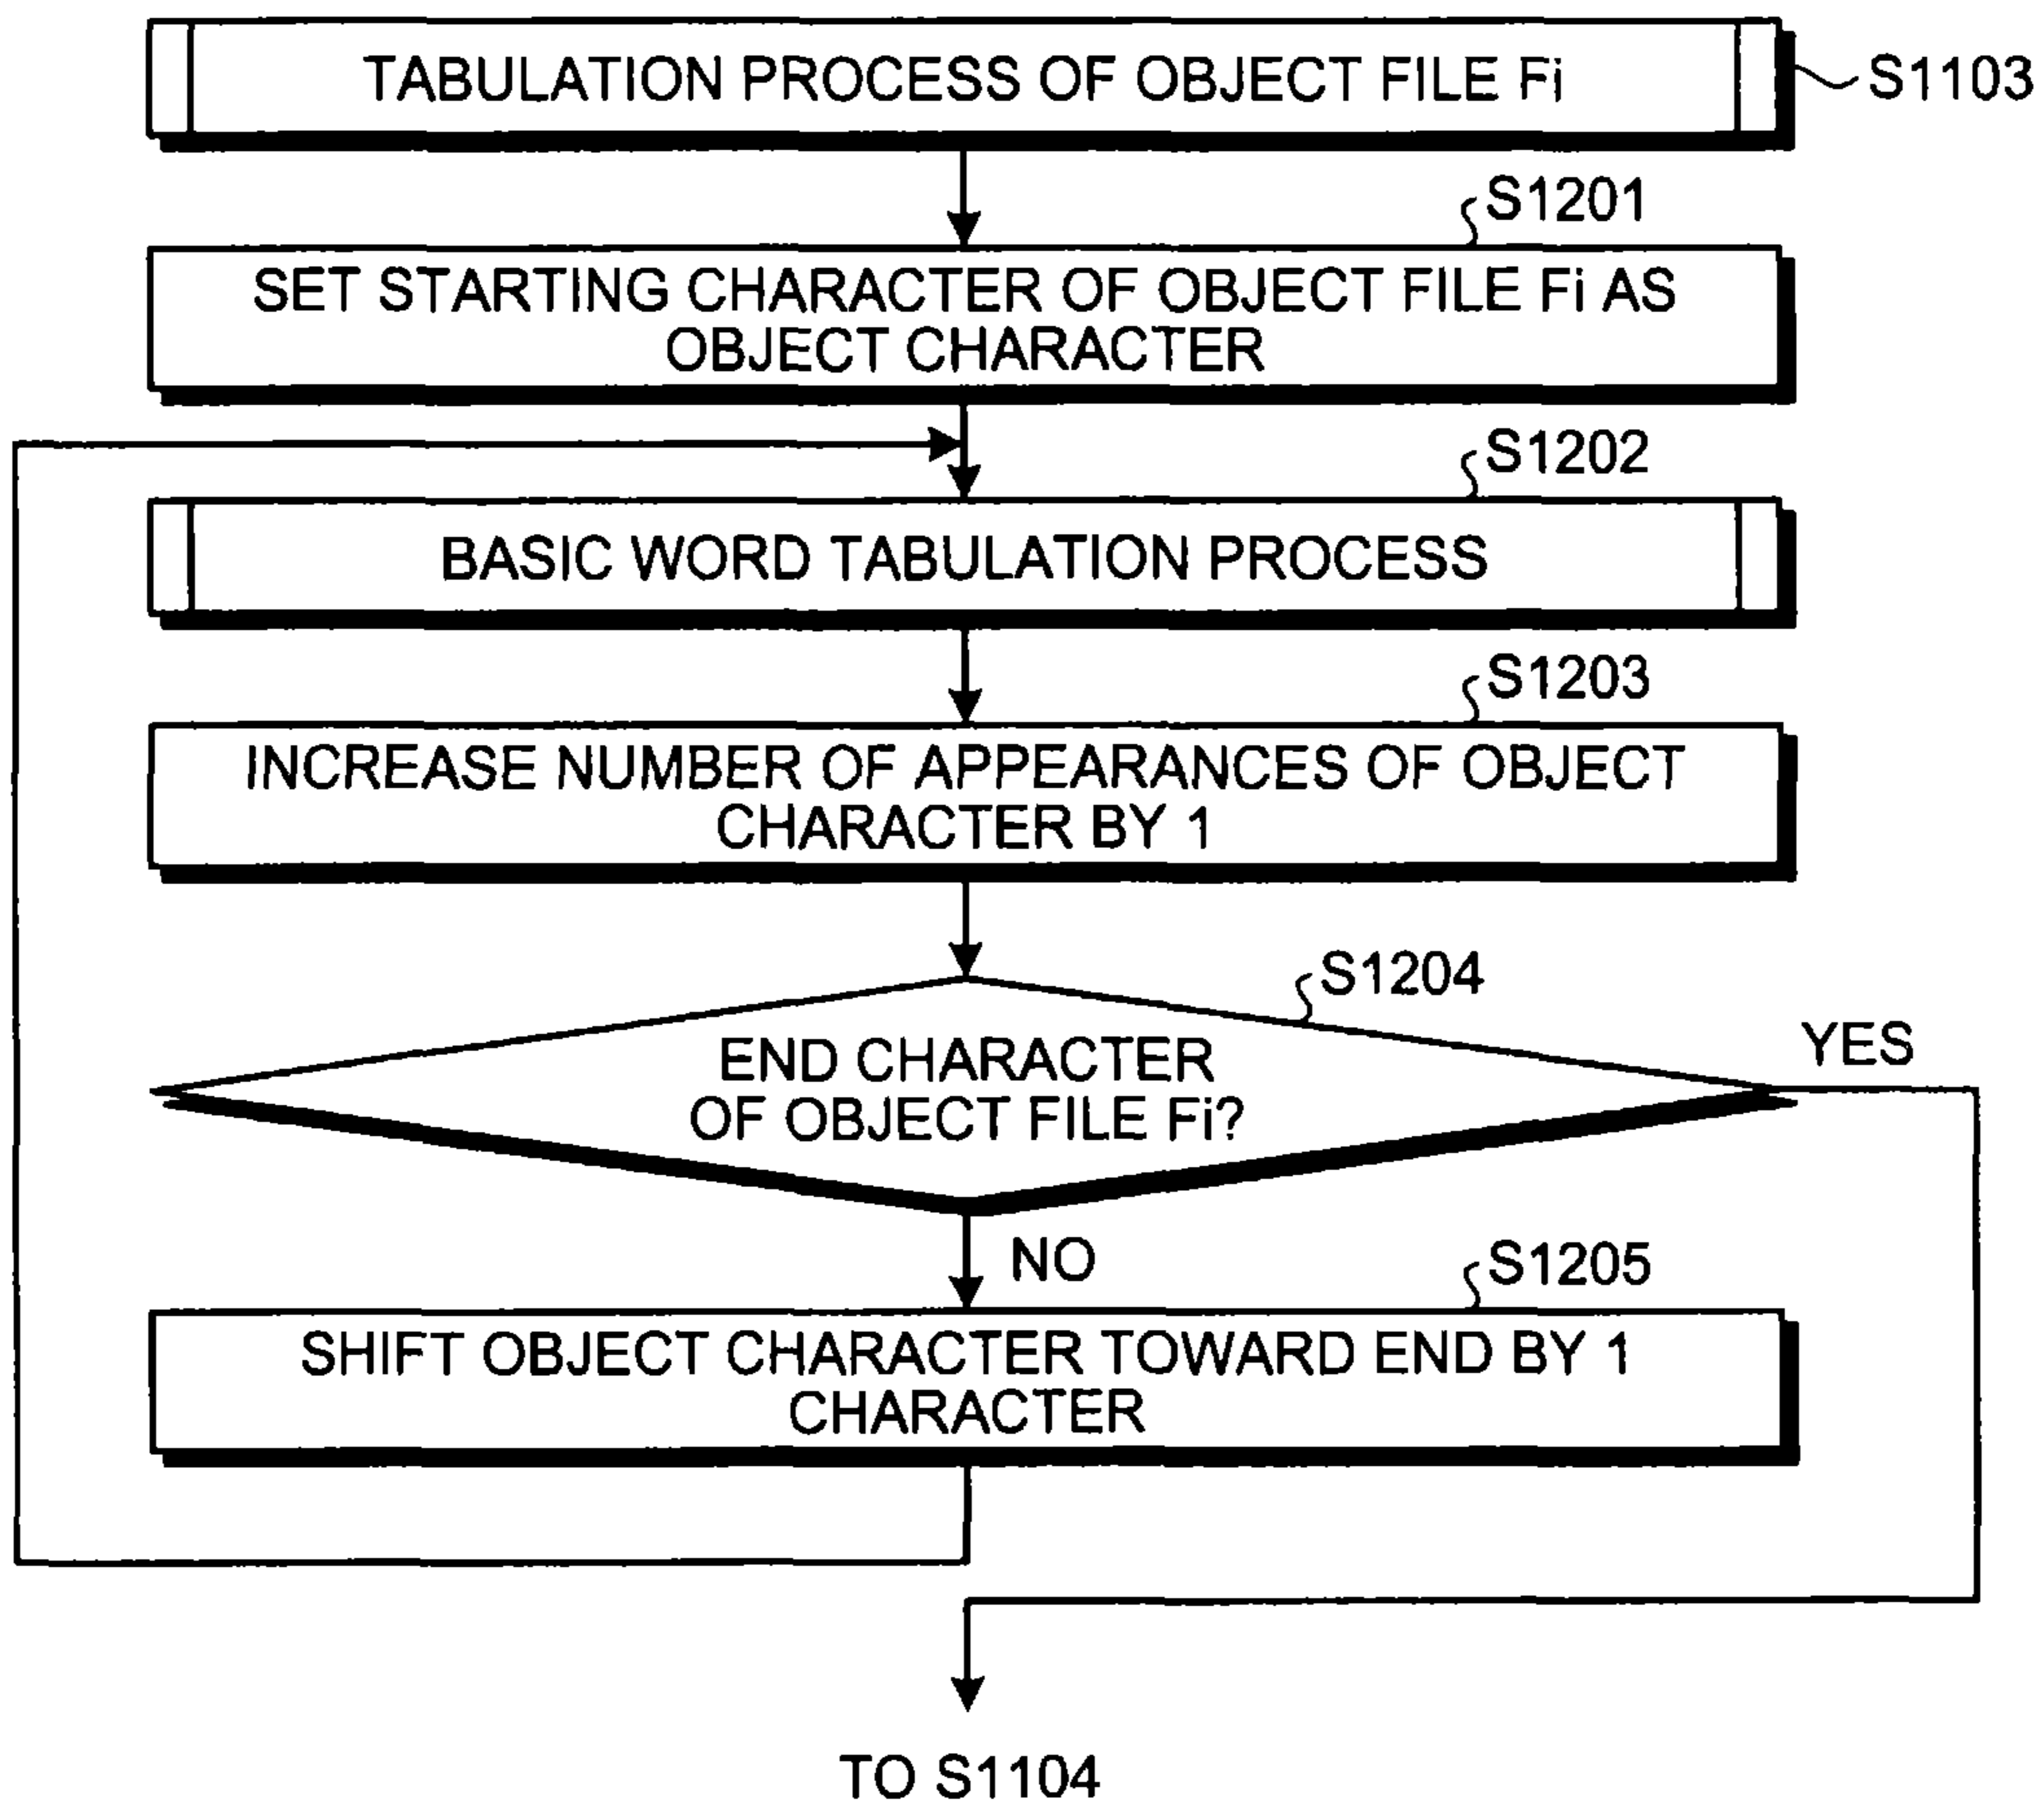 TABULATION PROCESS OF OBJECT FILE Fi
S1103
S1201
SET STARTING CHARACTER OF OBJECT FILE Fi AS
OBJECT CHARACTER
S1202
BASIC WORD TABULATION PROCESS
S1203
INCREASE NUMBER OF APPEARANCES OF OBJECT
CHARACTER BY 1
S1204
END CHARACTER
OF OBJECT FILE Fi?
YES
NO
S1205
SHIFT OBJECT CHARACTER TOWARD END BY 1
CHARACTER
TO S1104